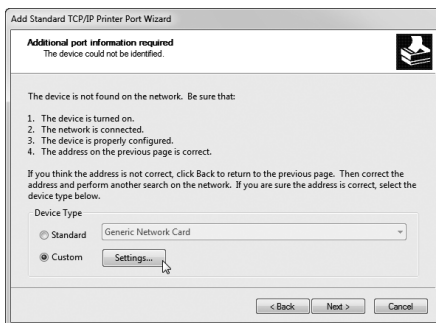 Add Standard TCP/IP Printer Port Wizard
Additional port information required
The device could not be identified.
The device is not found on the network. Be sure that:
1. The device is turned on.
2. The network is connected.
3. The device is properly configured.
4. The address on the previous page is correct.
If you think the address is not correct, click Back to return to the previous page. Then correct the
address and perform another search on the network. If you are sure the address is correct, select the
device type below.
Device Type
Standard Generic Network Card
Custom Settings...
< Back Next > Cancel